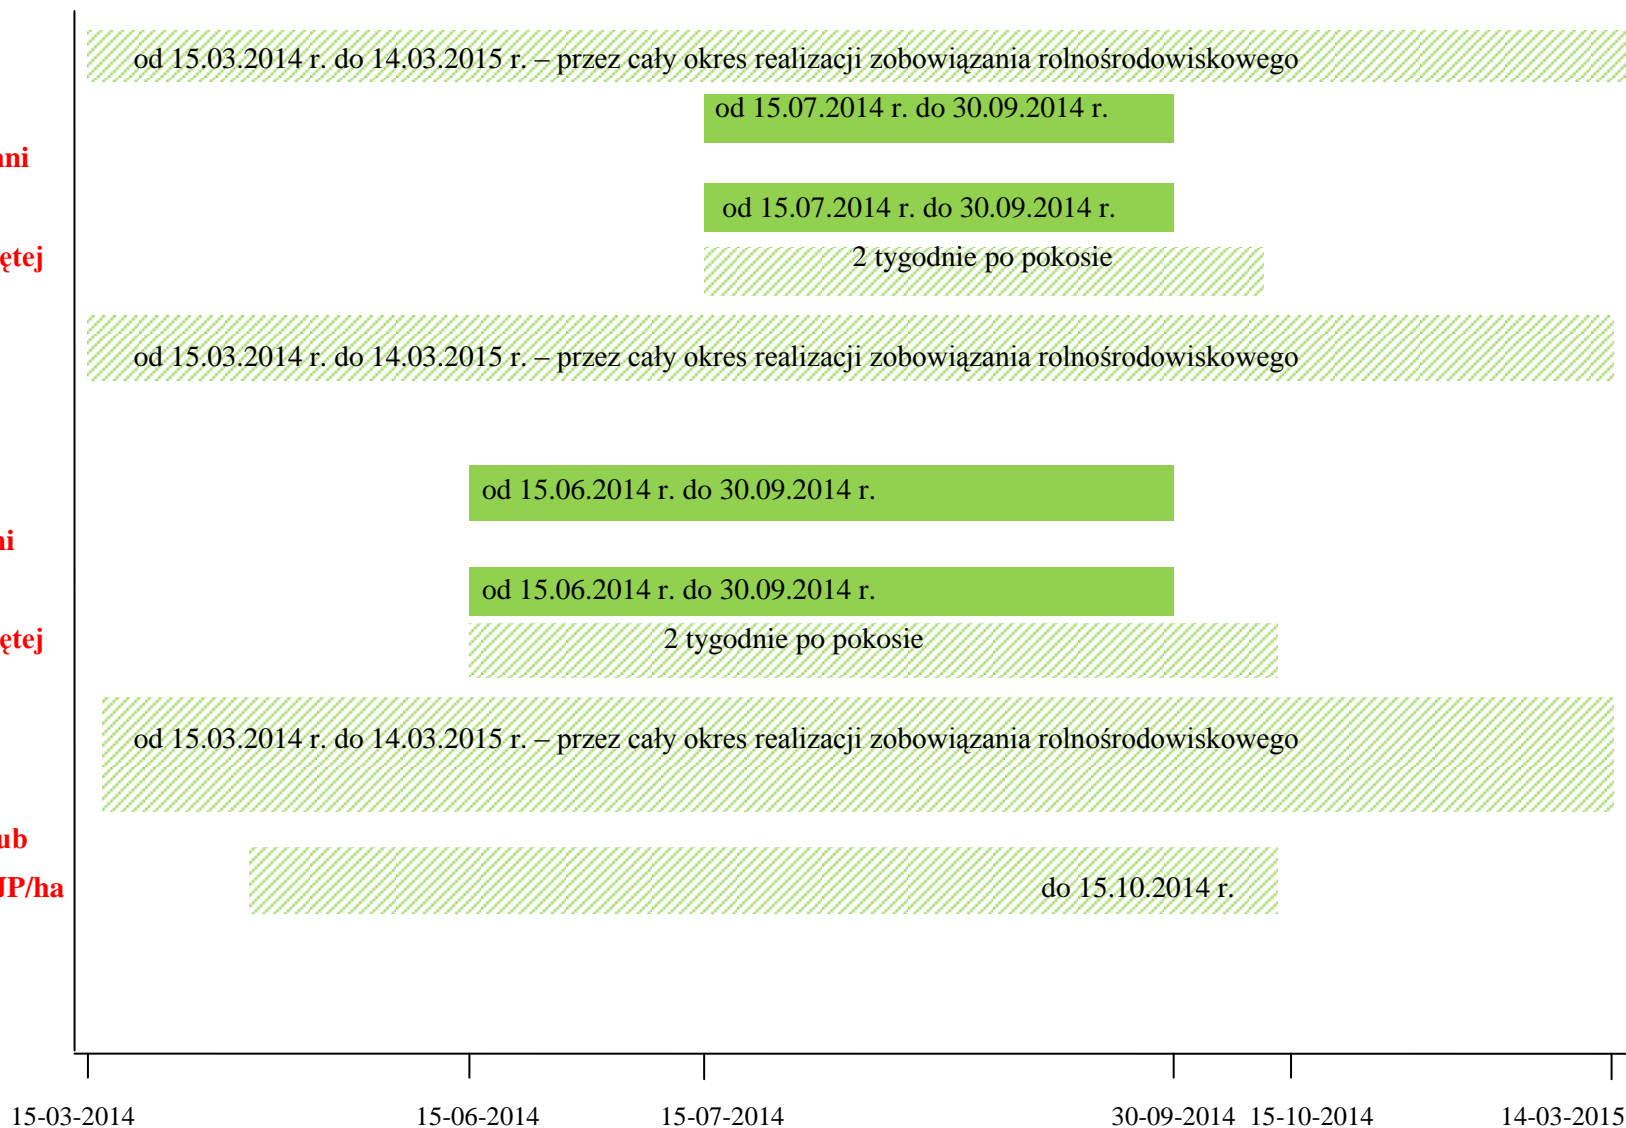 od 15.03.2014 r. do 14.03.2015 r. – przez cały okres realizacji zobowiązania rolnośrodowiskowego
od 15.07.2014 r. do 30.09.2014 r.
ani
od 15.07.2014 r. do 30.09.2014 r.
ętej
2 tygodnie po pokosie
od 15.03.2014 r. do 14.03.2015 r. – przez cały okres realizacji zobowiązania rolnośrodowiskowego
od 15.06.2014 r. do 30.09.2014 r.
ni
od 15.06.2014 r. do 30.09.2014 r.
ętej
2 tygodnie po pokosie
od 15.03.2014 r. do 14.03.2015 r. – przez cały okres realizacji zobowiązania rolnośrodowiskowego
ub
JP/ha
do 15.10.2014 r.
15-03-2014 15-06-2014 15-07-2014 30-09-2014 15-10-2014 14-03-2015